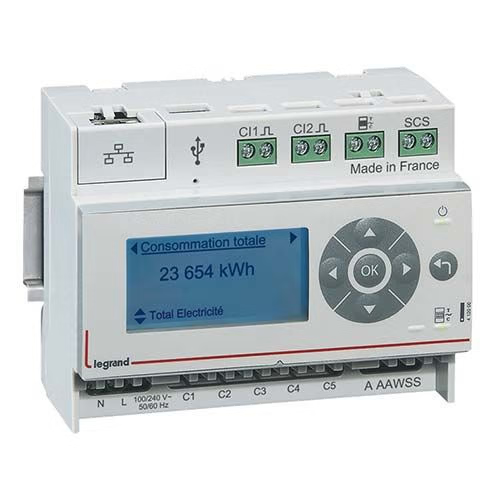 CI1 CI2 SCS
Made in France
Consommation totale
23 654 kWh
Total Electricité
OK
legrand
N L 100/240 V~ C1 C2 C3 C4 C5 A AAWSS
50/60 Hz